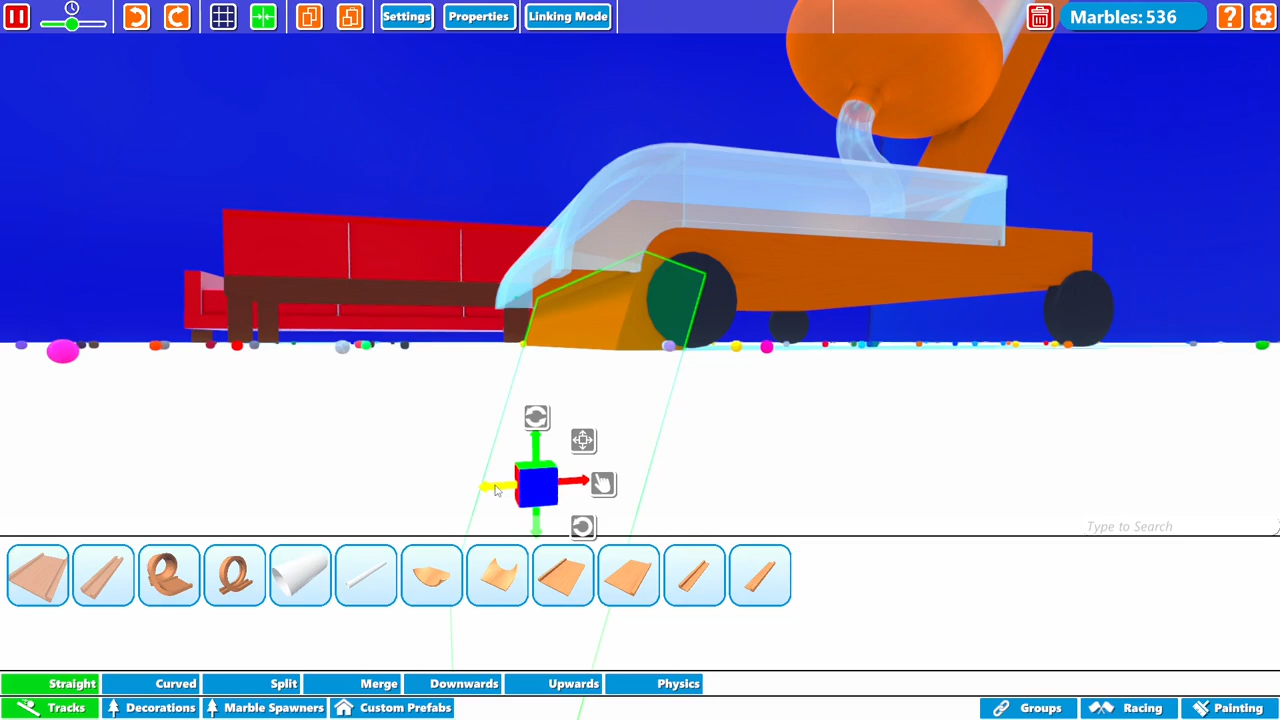 Settings Properties Linking Mode Marbles: 536 ?
Type to Search
Straight Curved Split Merge Downwards Upwards Physics
Tracks Decorations Marble Spawners Custom Prefabs Groups Racing Painting